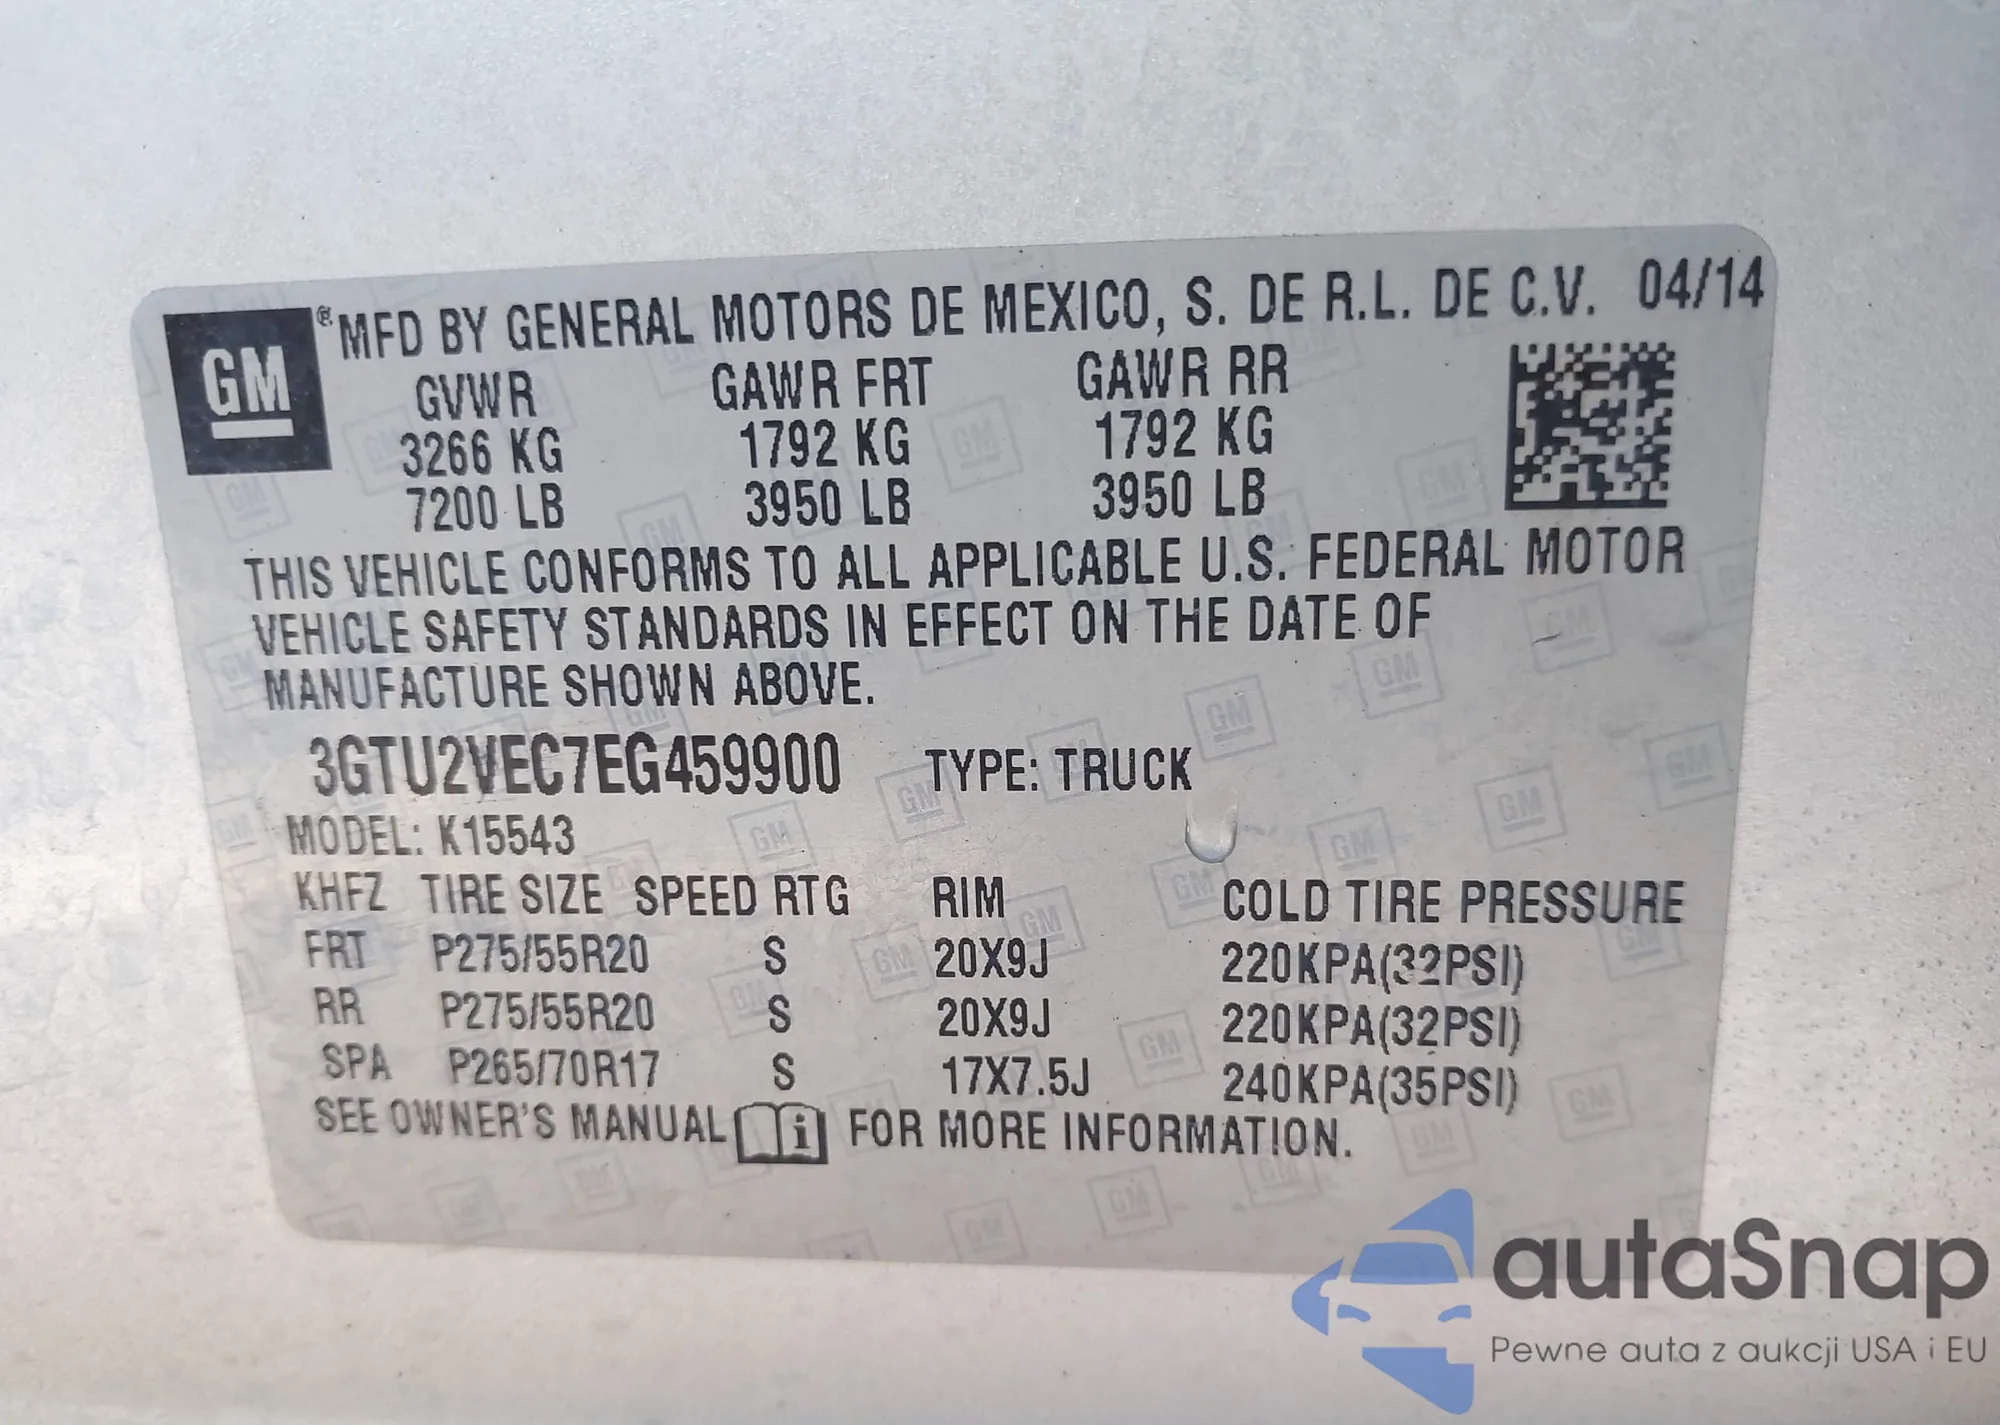 GM® MFD BY GENERAL MOTORS DE MEXICO, S. DE R.L. DE C.V. 04/14
GVWR GAWR FRT GAWR RR
3266 KG 1792 KG 1792 KG
7200 LB 3950 LB 3950 LB
THIS VEHICLE CONFORMS TO ALL APPLICABLE U.S. FEDERAL MOTOR
VEHICLE SAFETY STANDARDS IN EFFECT ON THE DATE OF
MANUFACTURE SHOWN ABOVE.
3GTU2VEC7EG459900 TYPE: TRUCK
MODEL: K15543
KHFZ TIRE SIZE SPEED RTG RIM COLD TIRE PRESSURE
FRT P275/55R20 S 20X9J 220KPA(32PSI)
RR P275/55R20 S 20X9J 220KPA(32PSI)
SPA P265/70R17 S 17X7.5J 240KPA(35PSI)
SEE OWNER'S MANUAL i FOR MORE INFORMATION.
autaSnap
Pewne auta z aukcji USA i EU